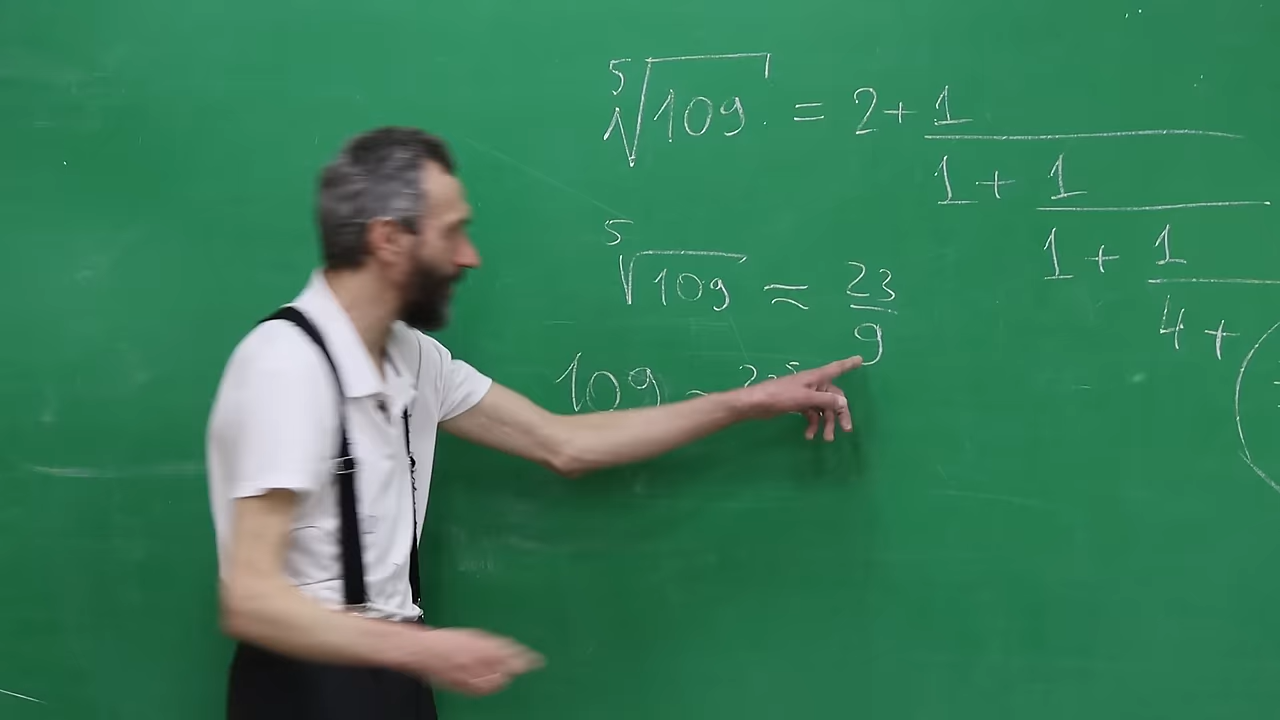 ⁵√109 = 2 + 1
1 + 1
1 + 1
4 +
⁵√109 ≈ 23
9
109